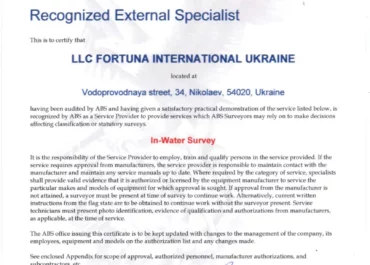 Recognized External Specialist
This is to certify that
LLC FORTUNA INTERNATIONAL UKRAINE
located at
Vodoprovodnaya street, 34, Nikolaev, 54020, Ukraine
having been audited by ABS and having given a satisfactory practical demonstration of the service listed below, is
recognized by ABS as a Service Provider to provide services which ABS Surveyors may rely on to make decisions
affecting classification or statutory surveys.
In-Water Survey
It is the responsibility of the Service Provider to employ, train and qualify persons in the service provided. If the
service requires approval from manufacturers, the service provider is responsible to maintain contact with the
manufacturer and maintain any service manuals up to date. Where required by the category of service, specialists
shall provide valid evidence that it is authorized or licensed by the equipment manufacturer to service the
particular makes and models of equipment for which approval is sought. If approval from the manufacturer is
not attained, a surveyor must be present at time of survey to continue work. Alternatively, current written
instructions from the flag state are to be obtained to continue work without the surveyor present. Service
technicians must present photo identification, evidence of qualification and authorizations from manufacturers,
as applicable, at the time of service.
The ABS office issuing this certificate is to be kept updated with changes to the management of the company, its
employees, equipment and models on the authorization list and any changes made.
See enclosed Appendix for scope of approval, authorized personnel, manufacturer authorizations, and
subcontractors, etc.